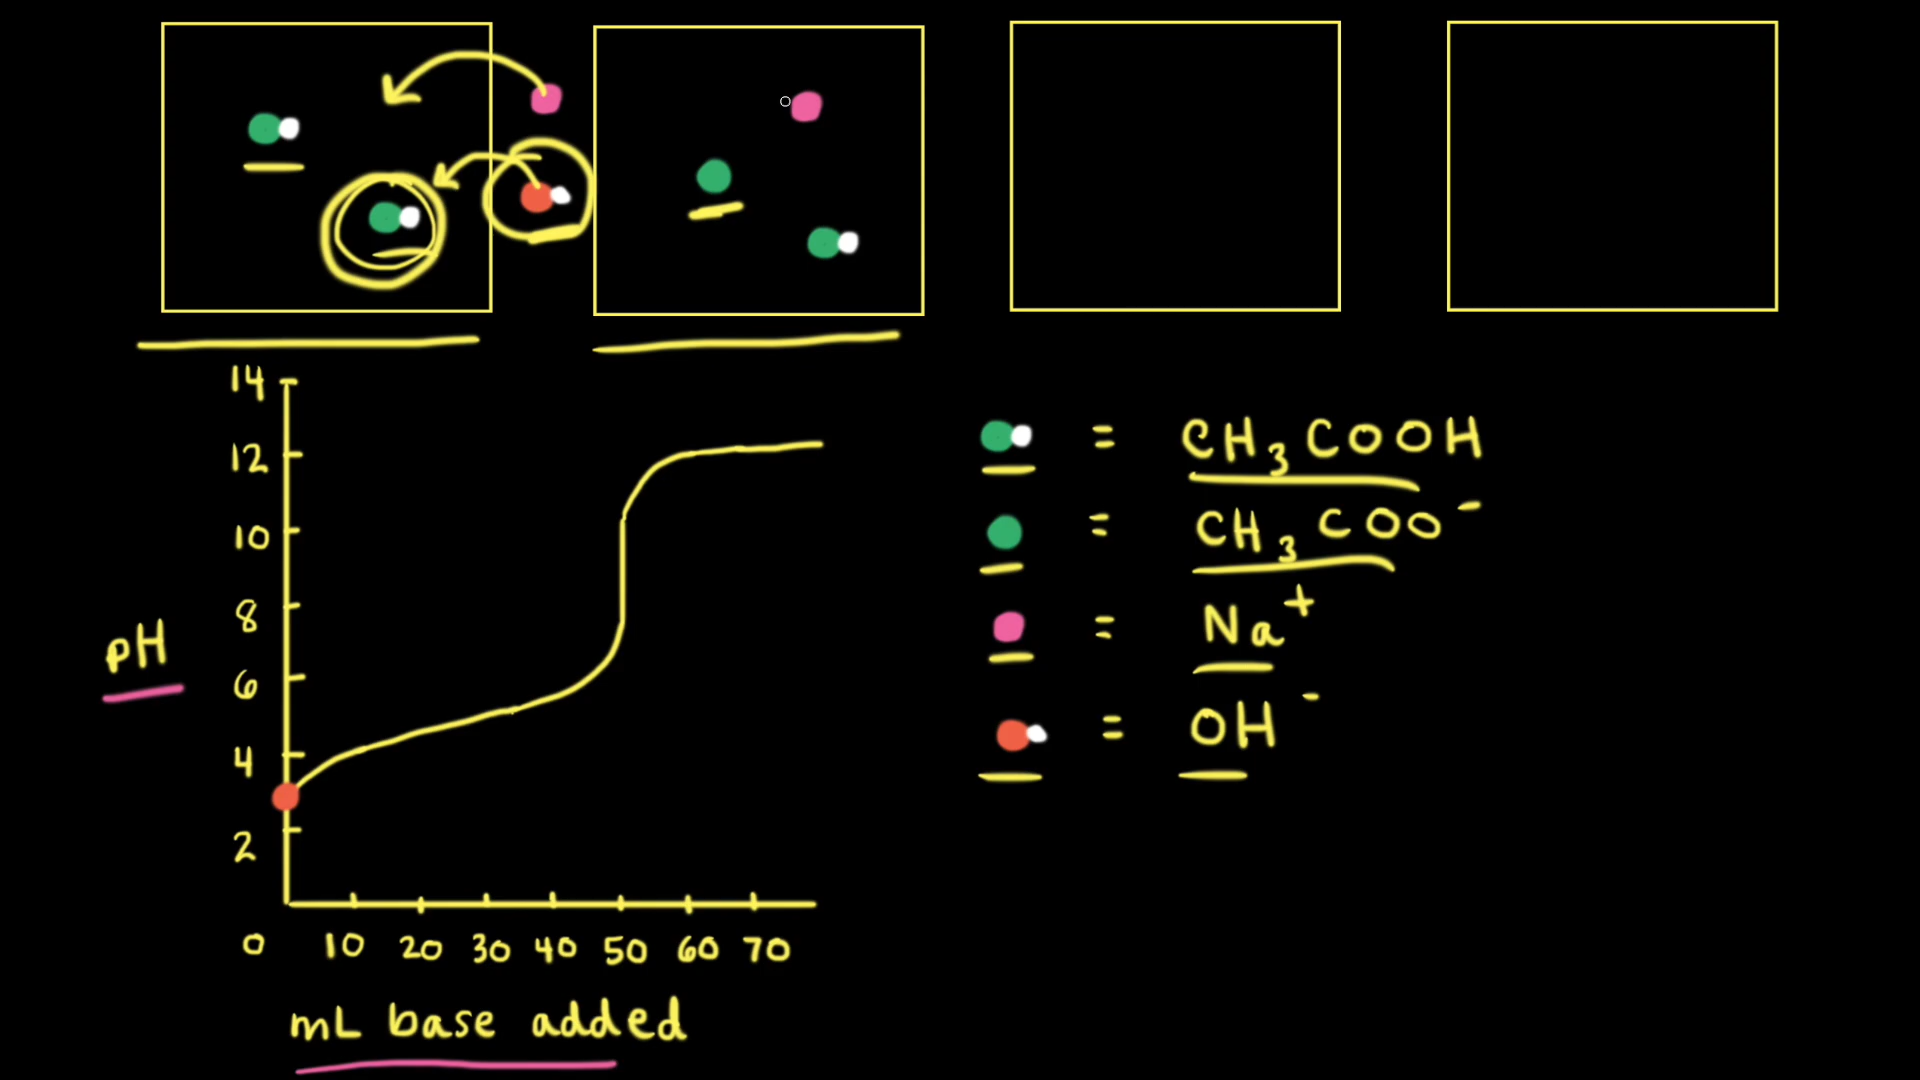 14
12
10
8
6
4
2
pH
0 10 20 30 40 50 60 70
mL base added
= CH₃COOH
= CH₃COO⁻
= Na⁺
= OH⁻